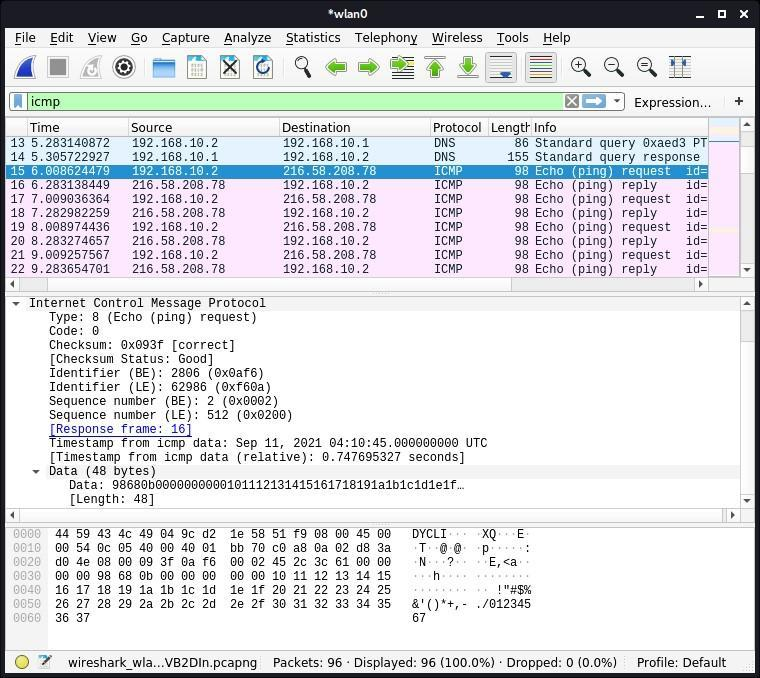 *wlan0
File Edit View Go Capture Analyze Statistics Telephony Wireless Tools Help
icmp Expression… +
Time Source Destination Protocol Length Info
13 5.283140872 192.168.10.2 192.168.10.1 DNS 86 Standard query 0xaed3 PT
14 5.305722927 192.168.10.1 192.168.10.2 DNS 155 Standard query response
15 6.008624479 192.168.10.2 216.58.208.78 ICMP 98 Echo (ping) request id=
16 6.283138449 216.58.208.78 192.168.10.2 ICMP 98 Echo (ping) reply id=
17 7.009036364 192.168.10.2 216.58.208.78 ICMP 98 Echo (ping) request id=
18 7.282982259 216.58.208.78 192.168.10.2 ICMP 98 Echo (ping) reply id=
19 8.008974436 192.168.10.2 216.58.208.78 ICMP 98 Echo (ping) request id=
20 8.283274657 216.58.208.78 192.168.10.2 ICMP 98 Echo (ping) reply id=
21 9.009257567 192.168.10.2 216.58.208.78 ICMP 98 Echo (ping) request id=
22 9.283654701 216.58.208.78 192.168.10.2 ICMP 98 Echo (ping) reply id=
Internet Control Message Protocol
Type: 8 (Echo (ping) request)
Code: 0
Checksum: 0x093f [correct]
[Checksum Status: Good]
Identifier (BE): 2806 (0x0af6)
Identifier (LE): 62986 (0xf60a)
Sequence number (BE): 2 (0x0002)
Sequence number (LE): 512 (0x0200)
[Response frame: 16]
Timestamp from icmp data: Sep 11, 2021 04:10:45.000000000 UTC
[Timestamp from icmp data (relative): 0.747695327 seconds]
Data (48 bytes)
Data: 98680b0000000000101112131415161718191a1b1c1d1e1f…
[Length: 48]
0000 44 59 43 4c 49 04 9c d2 1e 58 51 f9 08 00 45 00 DYCLI··· ·XQ···E·
0010 00 54 0c 05 40 00 40 01 bb 70 c0 a8 0a 02 d8 3a ·T··@·@· ·p·····:
0020 d0 4e 08 00 09 3f 0a f6 00 02 45 2c 3c 61 00 00 ·N···?·· ··E,<a··
0030 00 00 98 68 0b 00 00 00 00 00 10 11 12 13 14 15 ···h···· ········
0040 16 17 18 19 1a 1b 1c 1d 1e 1f 20 21 22 23 24 25 ········ ·· !"#$%
0050 26 27 28 29 2a 2b 2c 2d 2e 2f 30 31 32 33 34 35 &'()*+,- ./012345
0060 36 37 67
wireshark_wla…VB2DIn.pcapng Packets: 96 · Displayed: 96 (100.0%) · Dropped: 0 (0.0%) Profile: Default